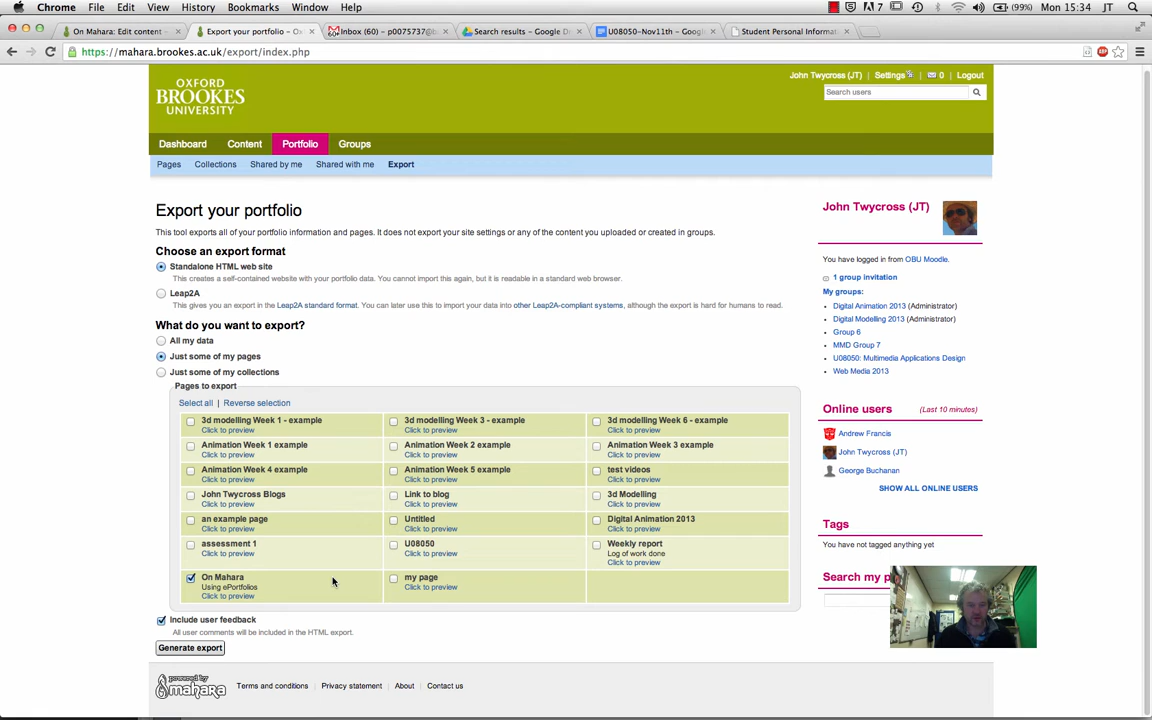 Chrome File Edit View History Bookmarks Window Help 7 (99%) Mon 15:34 JT
On Mahara: Edit content - Export your portfolio - Ox Inbox (60) - p0075737@b Search results - Google D U08050-Nov11th - Goog Student Personal Informat
https://mahara.brookes.ac.uk/export/index.php
John Twycross (JT) | Settings | 0 | Logout
OXFORD
BROOKES
UNIVERSITY
Search users
Dashboard Content Portfolio Groups
Pages Collections Shared by me Shared with me Export
Export your portfolio
This tool exports all of your portfolio information and pages. It does not export your site settings or any of the content you uploaded or created in groups.
Choose an export format
Standalone HTML web site
This creates a self-contained website with your portfolio data. You cannot import this again, but it is readable in a standard web browser.
Leap2A
This gives you an export in the Leap2A standard format. You can later use this to import your data into other Leap2A-compliant systems, although the export is hard for humans to read.
What do you want to export?
All my data
Just some of my pages
Just some of my collections
Pages to export
Select all | Reverse selection
3d modelling Week 1 - example 3d modelling Week 3 - example 3d modelling Week 6 - example
Click to preview Click to preview Click to preview
Animation Week 1 example Animation Week 2 example Animation Week 3 example
Click to preview Click to preview Click to preview
Animation Week 4 example Animation Week 5 example test videos
Click to preview Click to preview Click to preview
John Twycross Blogs Link to blog 3d Modelling
Click to preview Click to preview Click to preview
an example page Untitled Digital Animation 2013
Click to preview Click to preview Click to preview
assessment 1 U08050 Weekly report
Click to preview Click to preview Log of work done
Click to preview
On Mahara my page
Using ePortfolios Click to preview
Click to preview
Include user feedback
All user comments will be included in the HTML export.
Generate export
John Twycross (JT)
You have logged in from OBU Moodle.
1 group invitation
My groups:
Digital Animation 2013 (Administrator)
Digital Modelling 2013 (Administrator)
Group 6
MMD Group 7
U08050: Multimedia Applications Design
Web Media 2013
Online users (Last 10 minutes)
Andrew Francis
John Twycross (JT)
George Buchanan
SHOW ALL ONLINE USERS
Tags
You have not tagged anything yet
Search my p
powered by
mahara
Terms and conditions | Privacy statement | About | Contact us